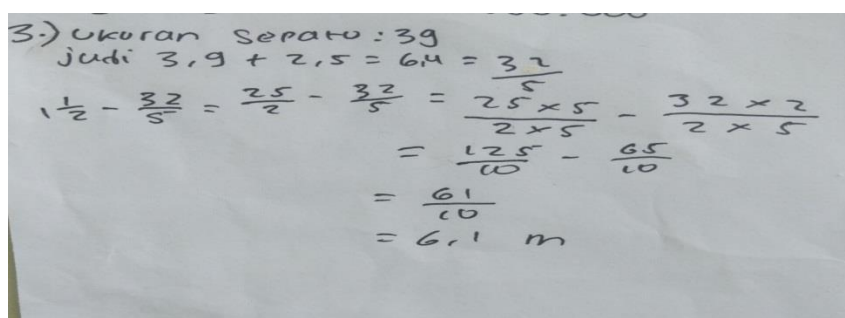 3.) Ukuran Sepatu : 39
judi 3,9 + 2,5 = 6,4 = 32/5
1 1/2 - 32/5 = 25/2 - 32/5 = 25 x 5/2 x 5 - 32 x 2/2 x 5
= 125/10 - 65/10
= 61/10
= 6,1 m